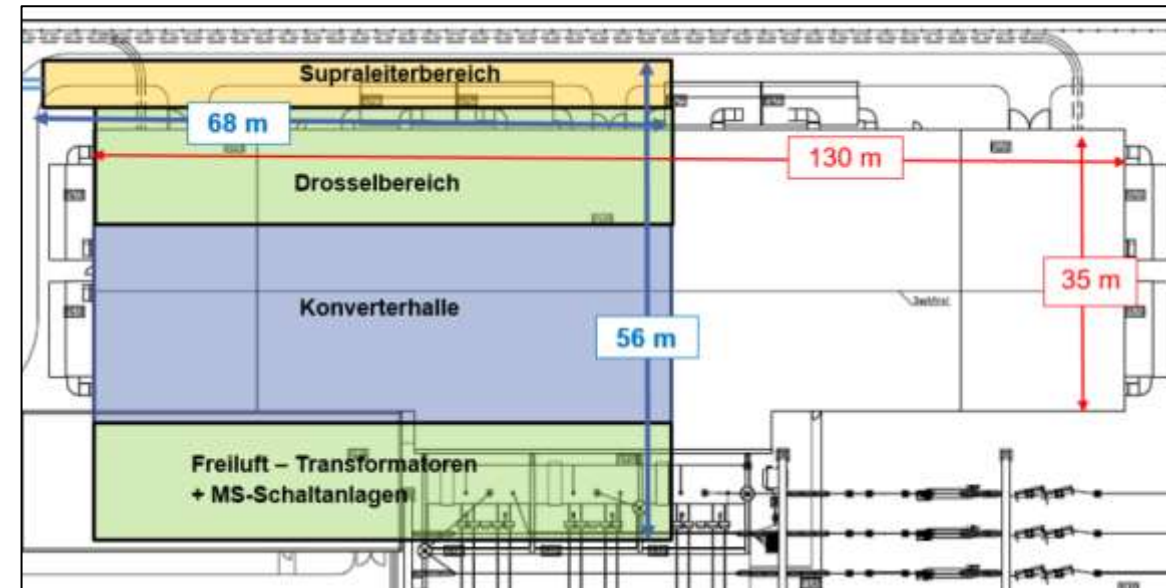 Supraleiterbereich
68 m
130 m
Drosselbereich
35 m
Konverterhalle
56 m
Freiluft – Transformatoren
+ MS-Schaltanlagen